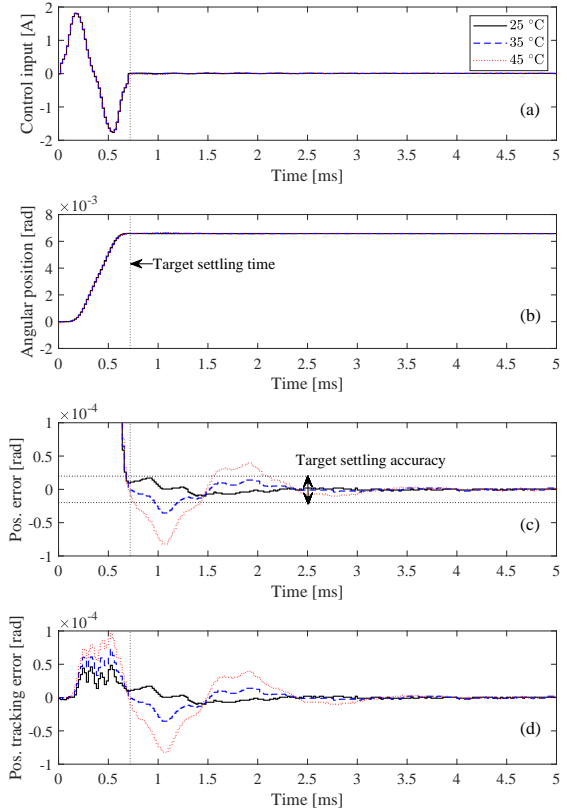 2
1
0
-1
-2
Control input [A]
25 °C
35 °C
45 °C
(a)
0 0.5 1 1.5 2 2.5 3 3.5 4 4.5 5
Time [ms]
×10⁻³
8
6
4
2
0
-2
Angular position [rad]
Target settling time
(b)
0 0.5 1 1.5 2 2.5 3 3.5 4 4.5 5
Time [ms]
×10⁻⁴
1
0.5
0
-0.5
-1
Pos. error [rad]
Target settling accuracy
(c)
0 0.5 1 1.5 2 2.5 3 3.5 4 4.5 5
Time [ms]
×10⁻⁴
1
0.5
0
-0.5
-1
Pos. tracking error [rad]
(d)
0 0.5 1 1.5 2 2.5 3 3.5 4 4.5 5
Time [ms]